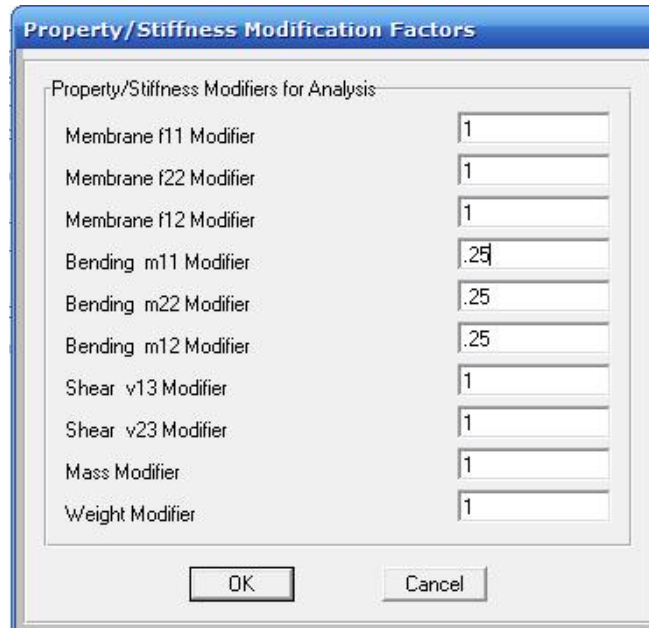 Property/Stiffness Modification Factors
Property/Stiffness Modifiers for Analysis
Membrane f11 Modifier 1
Membrane f22 Modifier 1
Membrane f12 Modifier 1
Bending m11 Modifier .25
Bending m22 Modifier .25
Bending m12 Modifier .25
Shear v13 Modifier 1
Shear v23 Modifier 1
Mass Modifier 1
Weight Modifier 1
OK Cancel